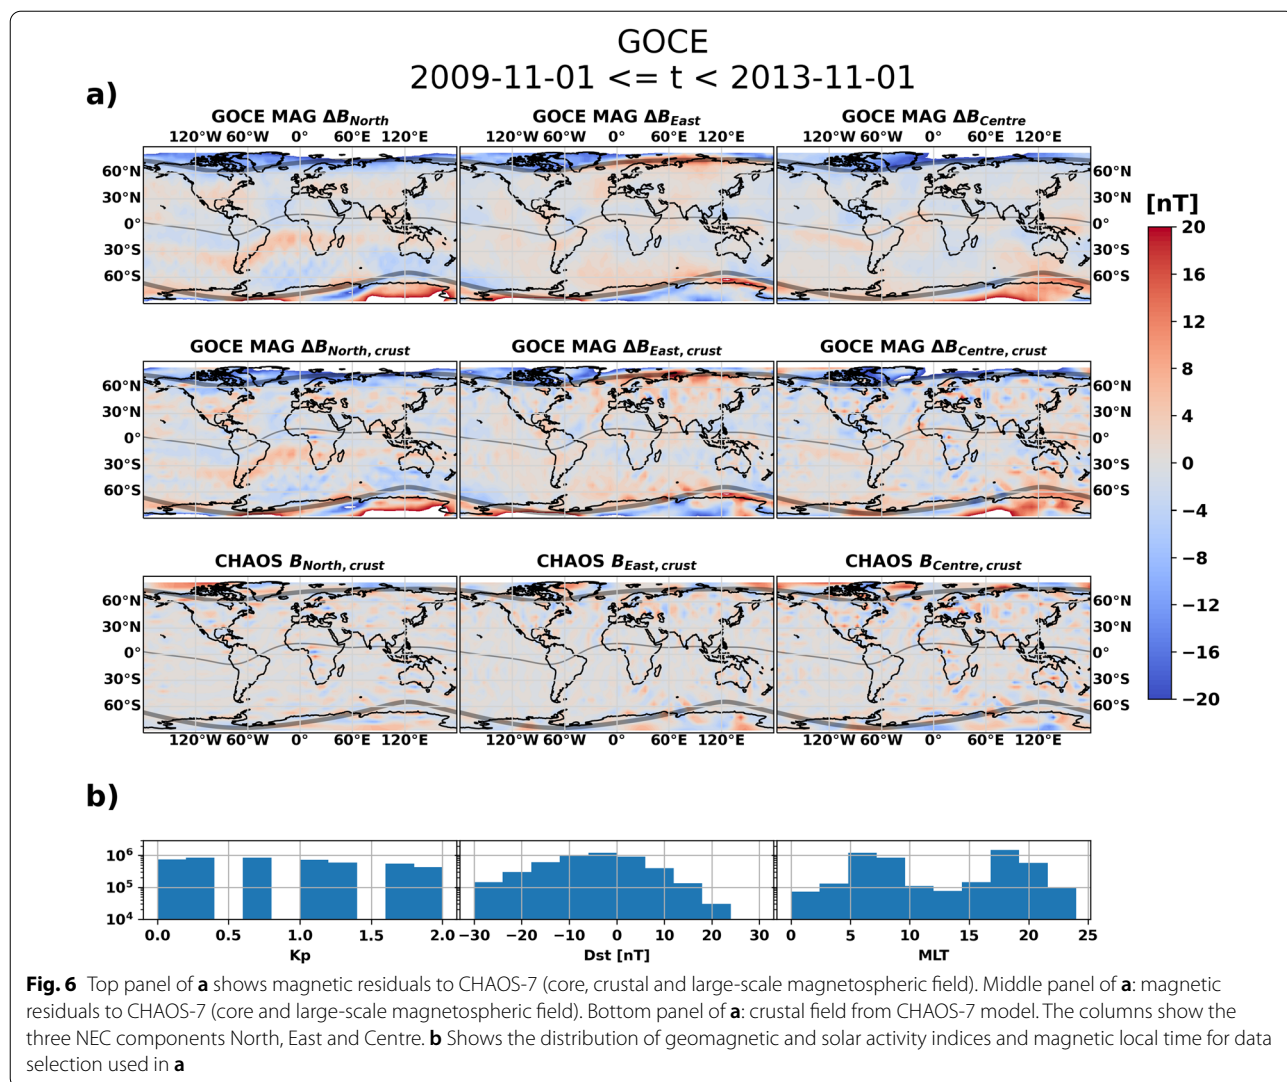 GOCE
2009-11-01 <= t < 2013-11-01
a)
GOCE MAG ΔB_North GOCE MAG ΔB_East GOCE MAG ΔB_Centre
120°W 60°W 0° 60°E 120°E 120°W 60°W 0° 60°E 120°E 120°W 60°W 0° 60°E 120°E
60°N 60°N
30°N 30°N
0° 0°
30°S 30°S
60°S 60°S
[nT]
20
16
12
8
4
0
−4
−8
−12
−16
−20
GOCE MAG ΔB_North, crust GOCE MAG ΔB_East, crust GOCE MAG ΔB_Centre, crust
60°N 60°N
30°N 30°N
0° 0°
30°S 30°S
60°S 60°S
CHAOS B_North, crust CHAOS B_East, crust CHAOS B_Centre, crust
60°N 60°N
30°N 30°N
0° 0°
30°S 30°S
60°S 60°S
120°W 60°W 0° 60°E 120°E 120°W 60°W 0° 60°E 120°E 120°W 60°W 0° 60°E 120°E
b)
10⁶
10⁵
10⁴
0.0 0.5 1.0 1.5 2.0 −30 −20 −10 0 10 20 30 0 5 10 15 20 25
Kp Dst [nT] MLT
Fig. 6 Top panel of a shows magnetic residuals to CHAOS-7 (core, crustal and large-scale magnetospheric field). Middle panel of a: magnetic
residuals to CHAOS-7 (core and large-scale magnetospheric field). Bottom panel of a: crustal field from CHAOS-7 model. The columns show the
three NEC components North, East and Centre. b Shows the distribution of geomagnetic and solar activity indices and magnetic local time for data
selection used in a